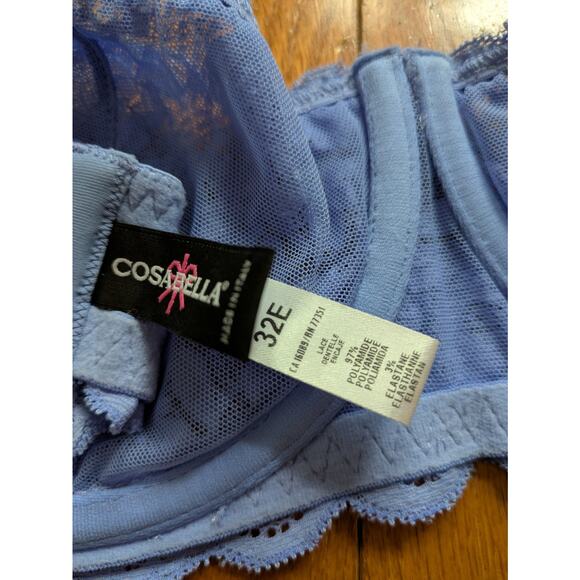 COSABELLA®
MADE IN ITALY
32E
CA 16089/RN 77351
LACE
DENTELLE
ENCAJE
97%
POLYAMIDE
POLYAMIDE
POLIAMIDA
3%
ELASTANE
ELASTHANNE
ELASTAN